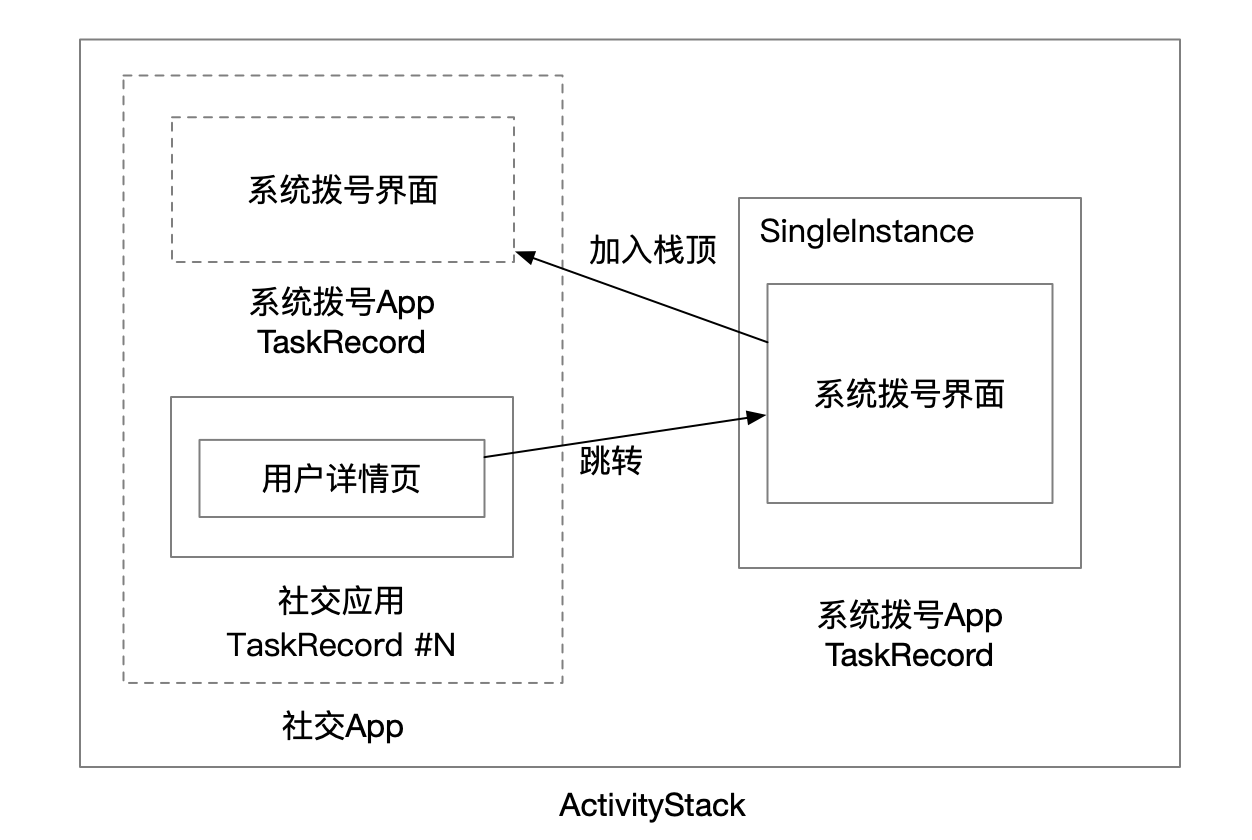 系统拨号界面
系统拨号App
TaskRecord
用户详情页
社交应用
TaskRecord #N
社交App
加入栈顶
跳转
SingleInstance
系统拨号界面
系统拨号App
TaskRecord
ActivityStack